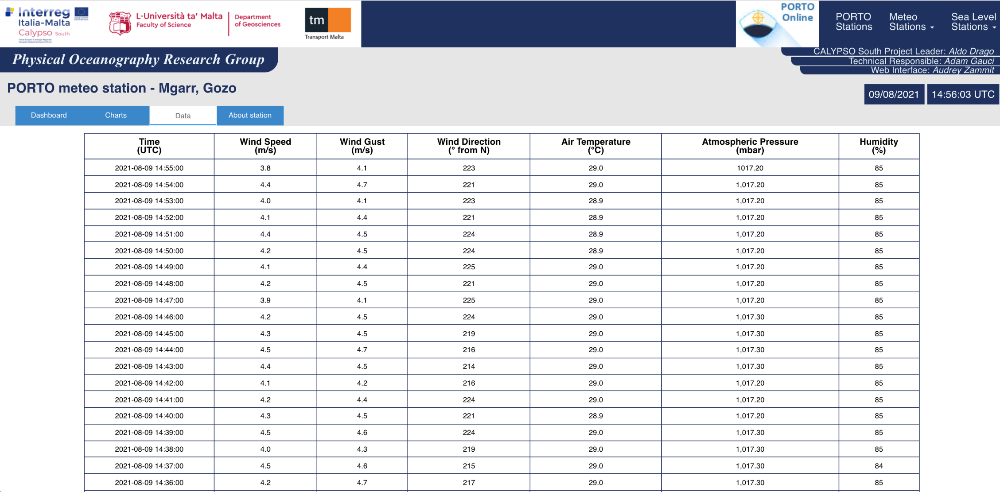 Interreg
Italia-Malta
Calypso South
L-Università ta' Malta
Faculty of Science
Department
of Geosciences
tm
Transport Malta
PORTO
Online
PORTO
Stations
Meteo
Stations
Sea Level
Stations
Physical Oceanography Research Group
CALYPSO South Project Leader: Aldo Drago
Technical Responsible: Adam Gauci
Web Interface: Audrey Zammit
PORTO meteo station - Mgarr, Gozo
09/08/2021 14:56:03 UTC
Dashboard Charts Data About station
Time (UTC) Wind Speed (m/s) Wind Gust (m/s) Wind Direction (° from N) Air Temperature (°C) Atmospheric Pressure (mbar) Humidity (%)
2021-08-09 14:55:00 3.8 4.1 223 29.0 1017.20 85
2021-08-09 14:54:00 4.4 4.7 221 29.0 1,017.20 85
2021-08-09 14:53:00 4.0 4.1 223 28.9 1,017.20 85
2021-08-09 14:52:00 4.1 4.4 221 28.9 1,017.20 85
2021-08-09 14:51:00 4.4 4.5 224 28.9 1,017.20 85
2021-08-09 14:50:00 4.2 4.5 224 28.9 1,017.20 85
2021-08-09 14:49:00 4.1 4.4 225 29.0 1,017.20 85
2021-08-09 14:48:00 4.2 4.5 221 29.0 1,017.20 85
2021-08-09 14:47:00 3.9 4.1 225 29.0 1,017.20 85
2021-08-09 14:46:00 4.2 4.5 224 29.0 1,017.30 85
2021-08-09 14:45:00 4.3 4.5 219 29.0 1,017.30 85
2021-08-09 14:44:00 4.5 4.7 216 29.0 1,017.30 85
2021-08-09 14:43:00 4.4 4.5 214 29.0 1,017.30 85
2021-08-09 14:42:00 4.1 4.2 216 29.0 1,017.20 85
2021-08-09 14:41:00 4.2 4.4 224 29.0 1,017.20 85
2021-08-09 14:40:00 4.3 4.5 221 28.9 1,017.20 85
2021-08-09 14:39:00 4.5 4.6 224 29.0 1,017.30 85
2021-08-09 14:38:00 4.0 4.3 219 29.0 1,017.30 85
2021-08-09 14:37:00 4.5 4.6 215 29.0 1,017.30 84
2021-08-09 14:36:00 4.2 4.7 217 29.0 1,017.30 85